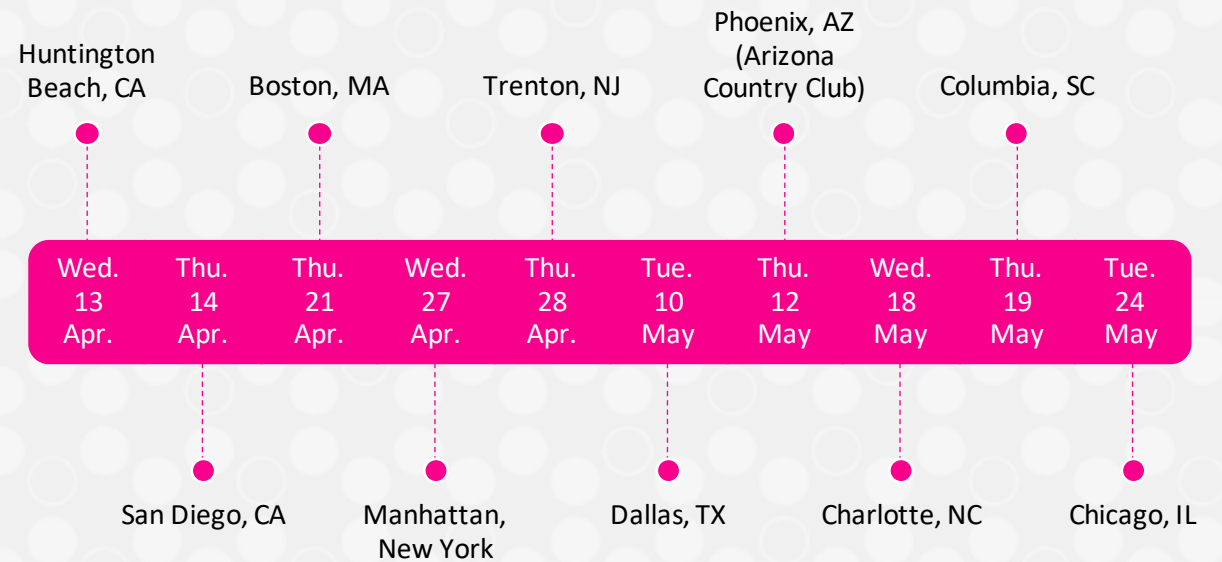 Huntington
Beach, CA
Boston, MA
Trenton, NJ
Phoenix, AZ
(Arizona
Country Club)
Columbia, SC
Wed.
13
Apr.
Thu.
14
Apr.
Thu.
21
Apr.
Wed.
27
Apr.
Thu.
28
Apr.
Tue.
10
May
Thu.
12
May
Wed.
18
May
Thu.
19
May
Tue.
24
May
San Diego, CA
Manhattan,
New York
Dallas, TX
Charlotte, NC
Chicago, IL